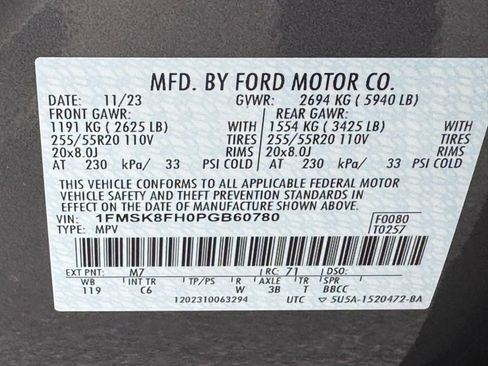 MFD. BY FORD MOTOR CO.
DATE: 11/23 GVWR: 2694 KG ( 5940 LB)
FRONT GAWR: REAR GAWR:
1191 KG ( 2625 LB) WITH 1554 KG ( 3425 LB) WITH
255/55R20 110V TIRES 255/55R20 110V TIRES
20x8.0J RIMS 20x8.0J RIMS
AT 230 kPa/ 33 PSI COLD AT 230 kPa/ 33 PSI COLD
THIS VEHICLE CONFORMS TO ALL APPLICABLE FEDERAL MOTOR
VEHICLE SAFETY AND THEFT PREVENTION STANDARDS IN
EFFECT ON THE DATE OF MANUFACTURE SHOWN ABOVE.
VIN: 1FMSK8FH0PGB60780 F0080
TYPE: MPV T0257
EXT PNT: M7 RC: 71 DSO:
WB INT TR TP/PS R AXLE TR SPR
119 C6 W 3B T BBCC
1202310063294 UTC 5U5A-1520472-BA